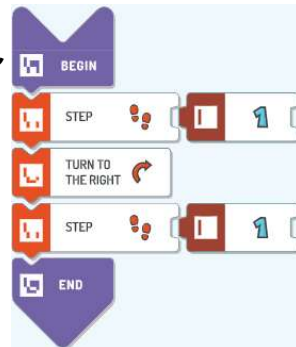 BEGIN
STEP 1
TURN TO
THE RIGHT
STEP 1
END